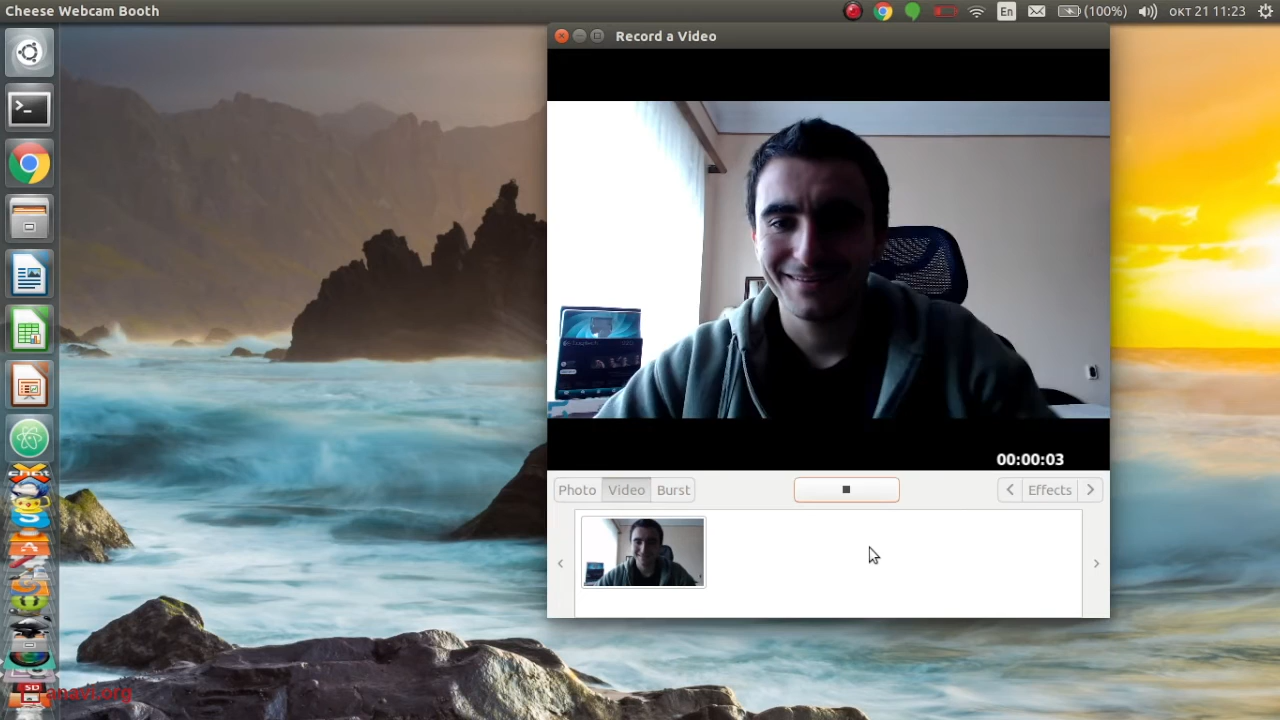 Cheese Webcam Booth
En
(100%)
окт 21 11:23
Record a Video
00:00:03
Photo
Video
Burst
Effects
SD
anavi.org